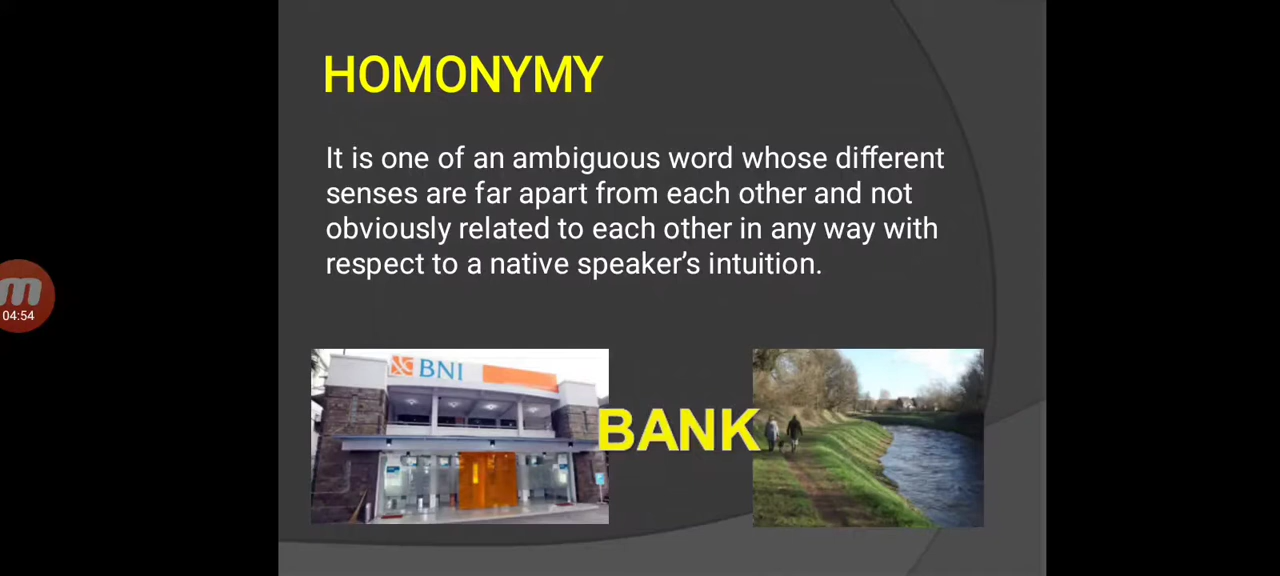 HOMONYMY
It is one of an ambiguous word whose different
senses are far apart from each other and not
obviously related to each other in any way with
respect to a native speaker's intuition.
04:54
BNI
BANK